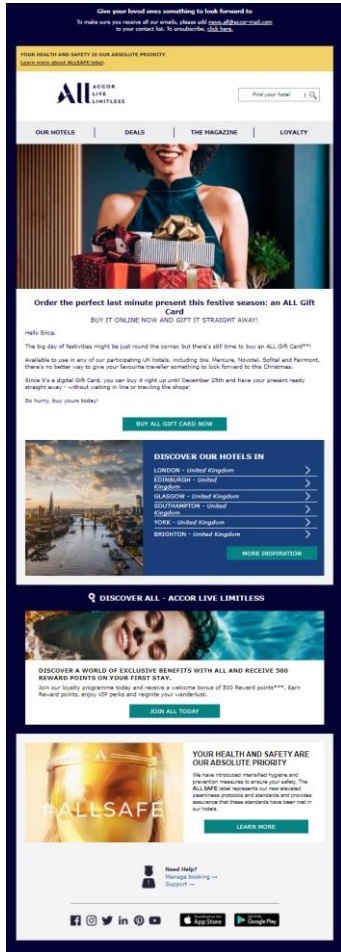 Give your loved ones something to look forward to
To make sure you receive all our emails, please add news.all@accor-mail.com
to your contact list. To unsubscribe, click here.
YOUR HEALTH AND SAFETY IS OUR ABSOLUTE PRIORITY
Learn more about ALLSAFE label.
ALL ACCOR
LIVE
LIMITLESS
Find your hotel
OUR HOTELS | DEALS | THE MAGAZINE | LOYALTY
Order the perfect last minute present this festive season: an ALL Gift
Card
BUY IT ONLINE NOW AND GIFT IT STRAIGHT AWAY!
Hello Erica,
The big day of festivities might be just round the corner, but there's still time to buy an ALL Gift Card**!
Available to use in any of our participating UK hotels, including ibis, Mercure, Novotel, Sofitel and Fairmont,
there's no better way to give your favourite traveller something to look forward to this Christmas.
Since it's a digital Gift Card, you can buy it right up until December 25th and have your present ready
straight away - without waiting in line or trawling the shops!
So hurry, buy yours today!
BUY ALL GIFT CARD NOW
DISCOVER OUR HOTELS IN
LONDON - United Kingdom
EDINBURGH - United
Kingdom
GLASGOW - United Kingdom
SOUTHAMPTON - United
Kingdom
YORK - United Kingdom
BRIGHTON - United Kingdom
MORE INSPIRATION
DISCOVER ALL - ACCOR LIVE LIMITLESS
DISCOVER A WORLD OF EXCLUSIVE BENEFITS WITH ALL AND RECEIVE 500
REWARD POINTS ON YOUR FIRST STAY.
Join our loyalty programme today and receive a welcome bonus of 500 Reward points***. Earn
Reward points, enjoy VIP perks and reignite your wanderlust.
JOIN ALL TODAY
#ALLSAFE
YOUR HEALTH AND SAFETY ARE
OUR ABSOLUTE PRIORITY
We have introduced intensified hygiene and
prevention measures to ensure your safety. The
ALLSAFE label represents our new elevated
cleanliness protocols and standards and provides
assurance that these standards have been met in
our hotels.
LEARN MORE
Need Help?
Manage booking →
Support →
Download on the
App Store
GET IT ON
Google Play